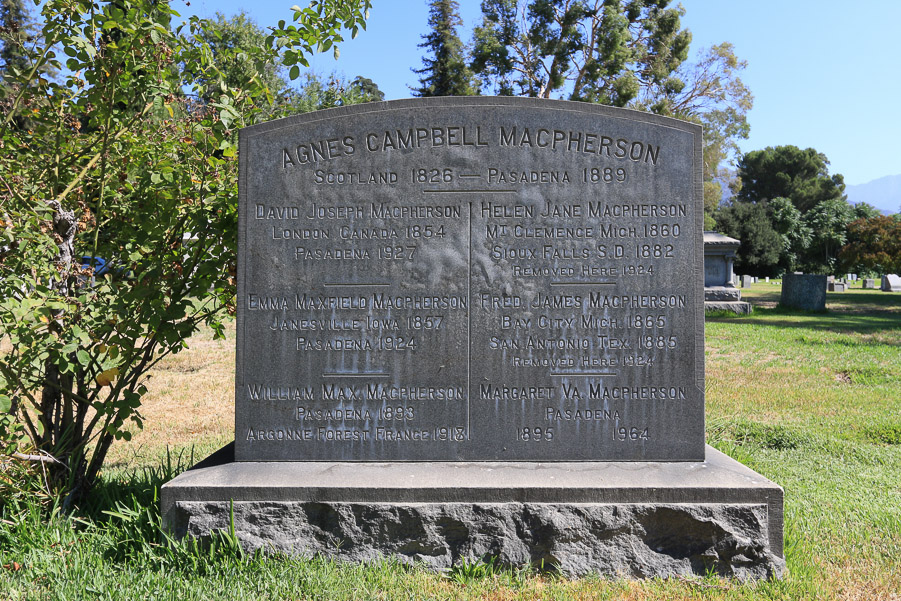 AGNES CAMPBELL MACPHERSON
SCOTLAND 1826 — PASADENA 1889
DAVID JOSEPH MACPHERSON
LONDON CANADA 1854
PASADENA 1927
EMMA MAXFIELD MACPHERSON
JANESVILLE IOWA 1857
PASADENA 1924
WILLIAM MAX. MACPHERSON
PASADENA 1893
ARGONNE FOREST FRANCE 1918
HELEN JANE MACPHERSON
MT CLEMENCE MICH. 1860
SIOUX FALLS S.D. 1882
REMOVED HERE 1924
FRED. JAMES MACPHERSON
BAY CITY MICH. 1865
SAN ANTONIO TEX. 1885
REMOVED HERE 1924
MARGARET VA. MACPHERSON
PASADENA
1895 1964